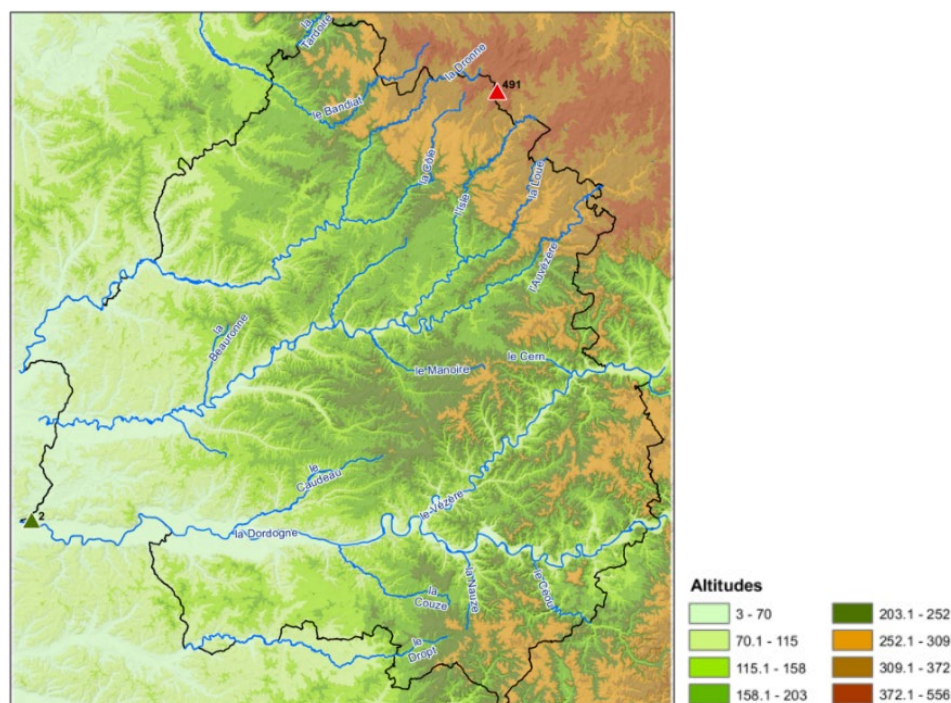 la
Tardoire
la Dronne
491
le Bandiat
la Côle
la Loue
l'Isle
l'Auvézère
la
Beauronne
le Cern
le Manoire
le
Caudeau
le Vézère
2
la Dordogne
la Nauze
le Céou
la
Couze
le
Dropt
Altitudes
3 - 70
70.1 - 115
115.1 - 158
158.1 - 203
203.1 - 252
252.1 - 309
309.1 - 372
372.1 - 556